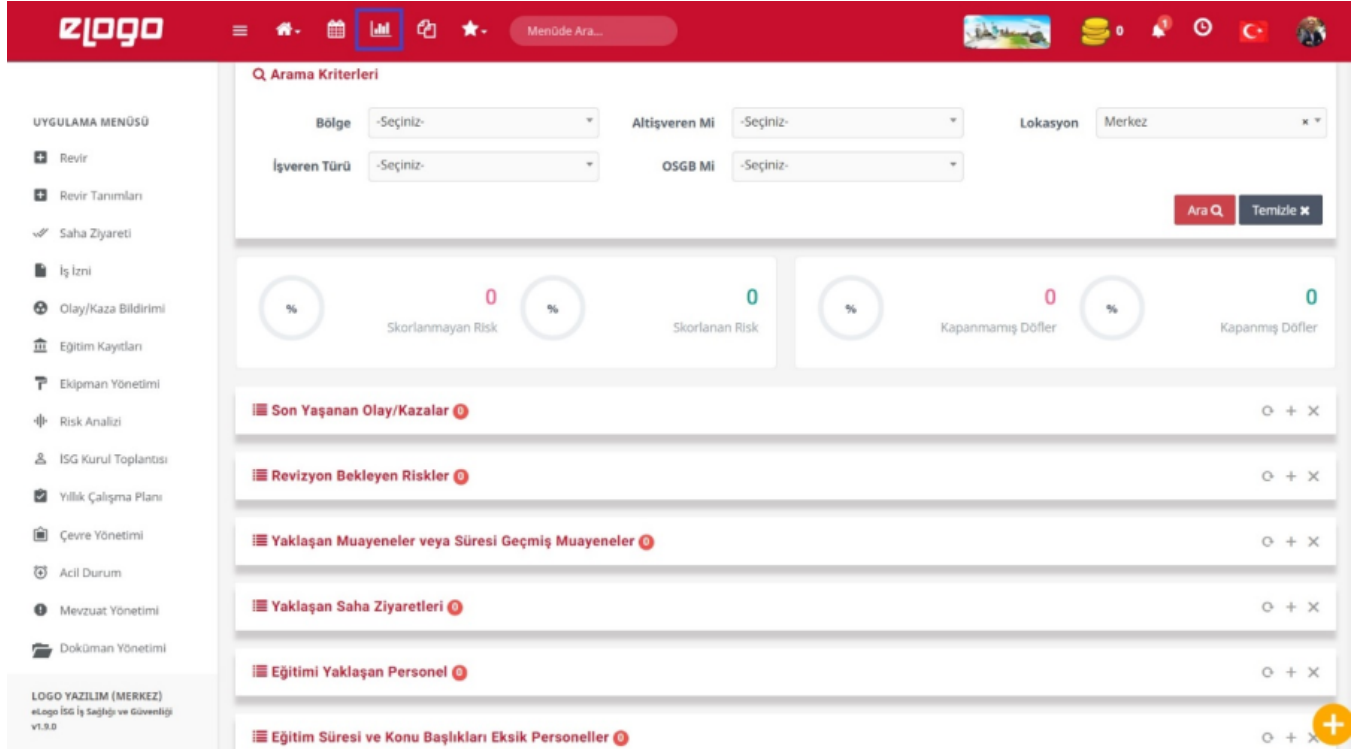 eLogo
Menüde Ara...
0
1
Arama Kriterleri
Bölge
-Seçiniz-
Altişveren Mi
-Seçiniz-
Lokasyon
Merkez
İşveren Türü
-Seçiniz-
OSGB Mi
-Seçiniz-
Ara
Temizle
UYGULAMA MENÜSÜ
Revir
Revir Tanımları
Saha Ziyareti
İş İzni
Olay/Kaza Bildirimi
Eğitim Kayıtları
Ekipman Yönetimi
Risk Analizi
ISG Kurul Toplantısı
Yıllık Çalışma Planı
Çevre Yönetimi
Acil Durum
Mevzuat Yönetimi
Doküman Yönetimi
LOGO YAZILIM (MERKEZ)
eLogo İSG İş Sağlığı ve Güvenliği
v1.9.0
%
0
Skorlanmayan Risk
%
0
Skorlanan Risk
%
0
Kapanmamış Döfler
%
0
Kapanmış Döfler
Son Yaşanan Olay/Kazalar 0
Revizyon Bekleyen Riskler 0
Yaklaşan Muayeneler veya Süresi Geçmiş Muayeneler 0
Yaklaşan Saha Ziyaretleri 0
Eğitimi Yaklaşan Personel 0
Eğitim Süresi ve Konu Başlıkları Eksik Personeller 0